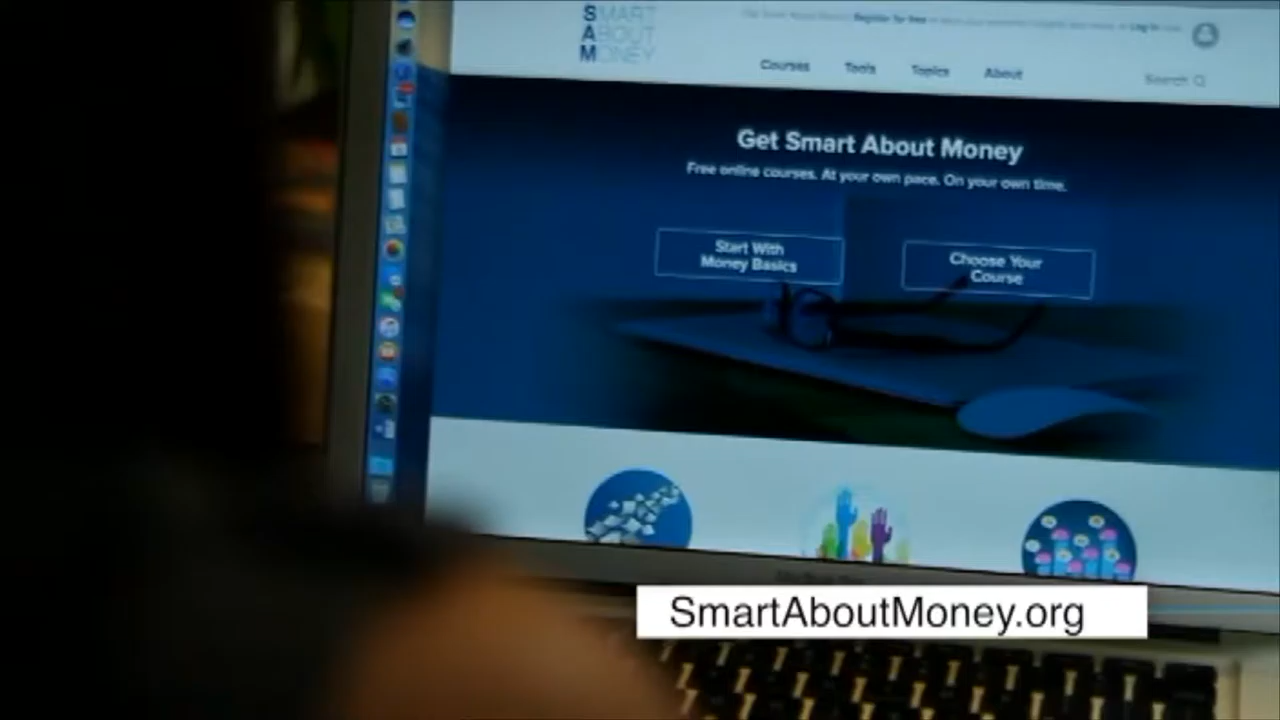 SMART
ABOUT
MONEY
Register for free
Log In
Courses Tools Topics About Search
Get Smart About Money
Free online courses. At your own pace. On your own time.
Start With
Money Basics
Choose Your
Course
SmartAboutMoney.org